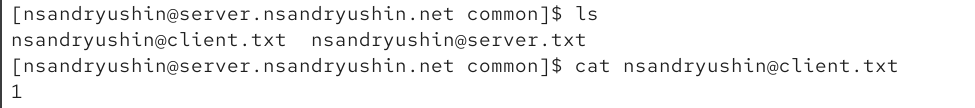 [nsandryushin@server.nsandryushin.net common]$ ls
nsandryushin@client.txt  nsandryushin@server.txt
[nsandryushin@server.nsandryushin.net common]$ cat nsandryushin@client.txt
1